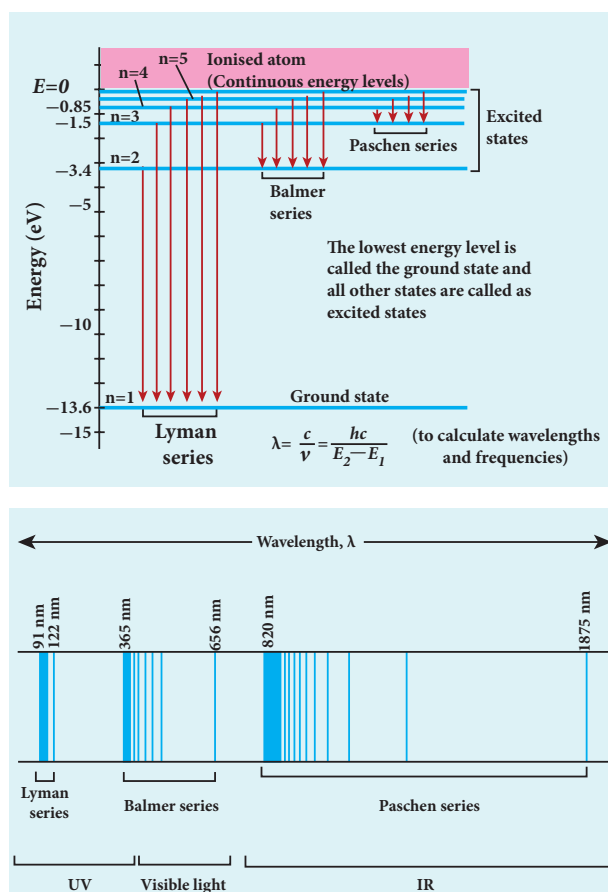 Ionised atom
(Continuous energy levels)
n=5
n=4
E=0
−0.85
n=3
−1.5
n=2
−3.4
−5
−10
n=1
−13.6
−15
Energy (eV)
Excited
states
Paschen series
Balmer
series
The lowest energy level is
called the ground state and
all other states are called as
excited states
Ground state
Lyman
series
λ= c/ν = hc/E₂—E₁
(to calculate wavelengths
and frequencies)
Wavelength, λ
91 nm
122 nm
365 nm
656 nm
820 nm
1875 nm
Lyman
series
Balmer series
Paschen series
UV
Visible light
IR